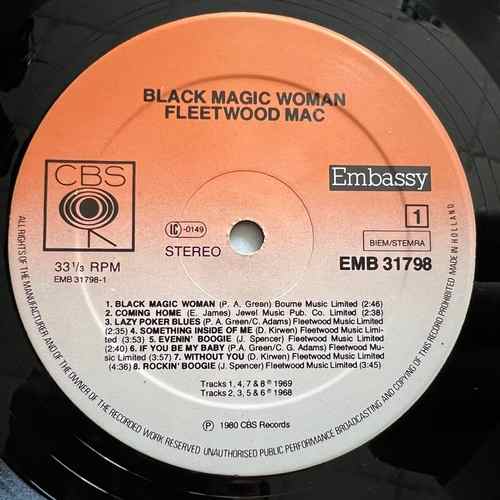 BLACK MAGIC WOMAN
FLEETWOOD MAC
CBS
Embassy
1
LC -0149
STEREO
BIEM/STEMRA
33 1/3 RPM
EMB 31798-1
EMB 31798
1. BLACK MAGIC WOMAN (P. A. Green) Bourne Music Limited (2:46)
2. COMING HOME (E. James) Jewel Music Pub. Co. Limited (2:38)
3. LAZY POKER BLUES (P. A. Green/C. Adams) Fleetwood Music Limited
(2:35) 4. SOMETHING INSIDE OF ME (D. Kirwen) Fleetwood Music Limi-
ted (3:53) 5. EVENIN' BOOGIE (J. Spencer) Fleetwood Music Limited
(2:40) 6. IF YOU BE MY BABY (P. A. Green/C. G. Adams) Fleetwood Mu-
sic Limited (3:57) 7. WITHOUT YOU (D. Kirwen) Fleetwood Music Limited
(4:36) 8. ROCKIN' BOOGIE (J. Spencer) Fleetwood Music Limited (3:45)
Tracks 1, 4, 7 & 8 ℗ 1969
Tracks 2, 3, 5 & 6 ℗ 1968
℗ 1980 CBS Records
ALL RIGHTS OF THE MANUFACTURER AND OF THE OWNER OF THE RECORDED WORK RESERVED. UNAUTHORISED PUBLIC PERFORMANCE BROADCASTING AND COPYING OF THIS RECORD PROHIBITED MADE IN HOLLAND